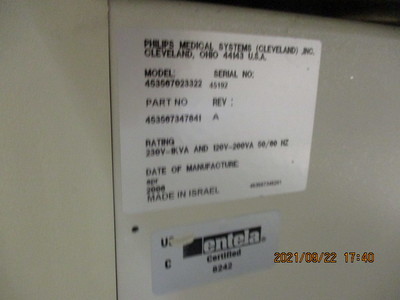 PHILIPS MEDICAL SYSTEMS (CLEVELAND) ,INC.
CLEVELAND, OHIO 44143 U.S.A.
MODEL: SERIAL NO:
453567023322 45192
PART NO REV :
453567347841 A
RATING
230V-1KVA AND 120V-200VA 50/60 HZ
DATE OF MANUFACTURE:
apr
2008
MADE IN ISRAEL
U
entela
C Certified
8242
2021/09/22 17:40